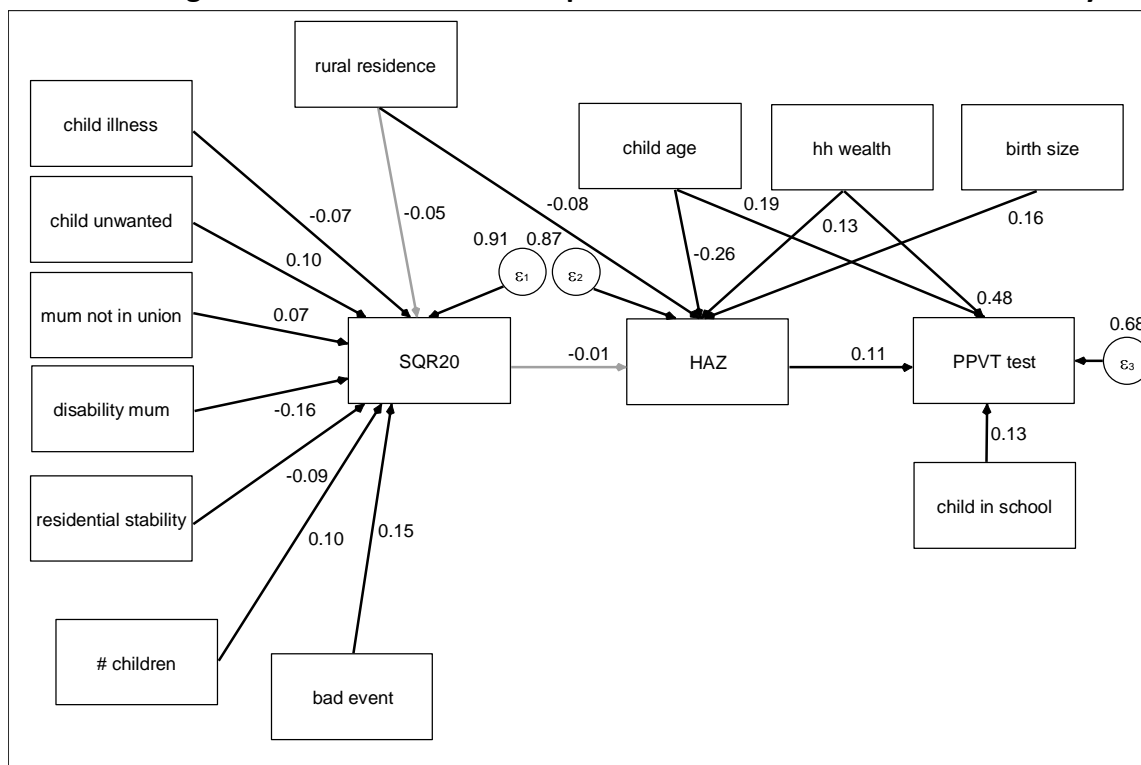 rural residence
child illness
child age
hh wealth
birth size
child unwanted
-0.07
-0.05
-0.08
0.19
0.16
0.13
-0.26
0.91
0.87
ε1
ε2
0.10
mum not in union
0.07
0.48
0.68
SQR20
-0.01
HAZ
0.11
PPVT test
ε3
disability mum
-0.16
0.13
-0.09
residential stability
child in school
0.10
0.15
# children
bad event